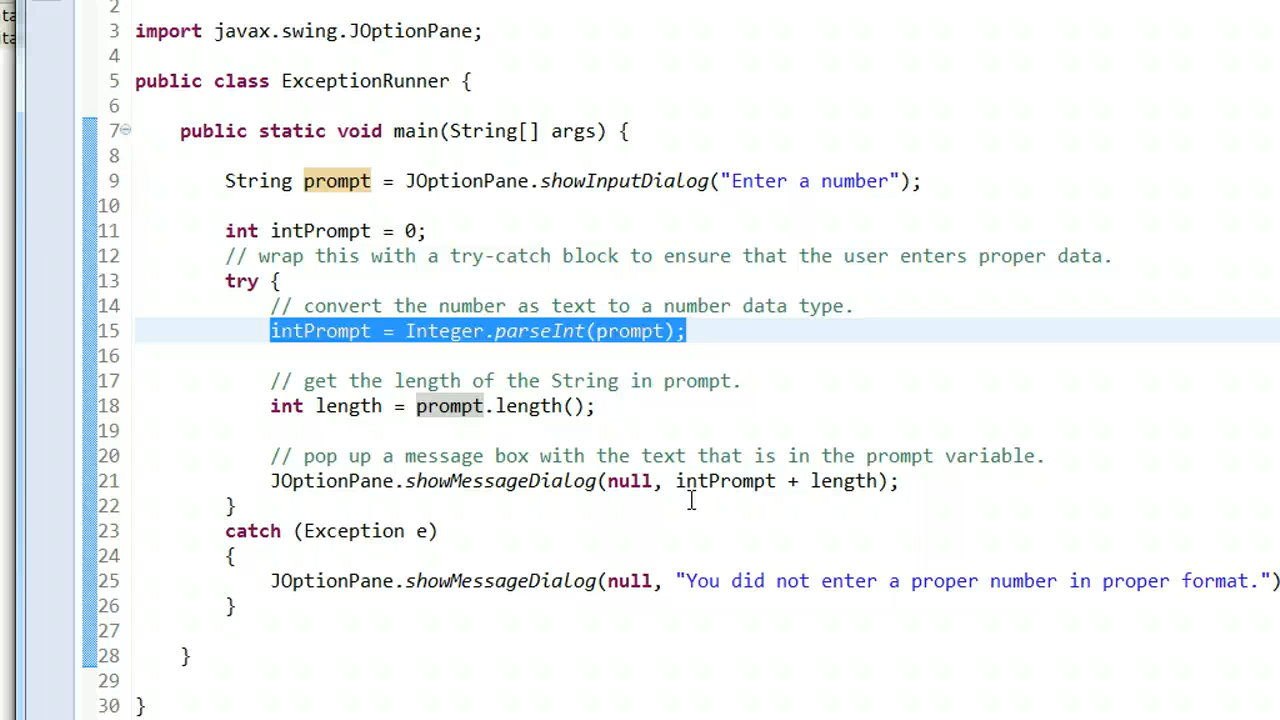 2
3 import javax.swing.JOptionPane;
4
5 public class ExceptionRunner {
6
7 public static void main(String[] args) {
8
9 String prompt = JOptionPane.showInputDialog("Enter a number");
10
11 int intPrompt = 0;
12 // wrap this with a try-catch block to ensure that the user enters proper data.
13 try {
14 // convert the number as text to a number data type.
15 intPrompt = Integer.parseInt(prompt);
16
17 // get the length of the String in prompt.
18 int length = prompt.length();
19
20 // pop up a message box with the text that is in the prompt variable.
21 JOptionPane.showMessageDialog(null, intPrompt + length);
22 }
23 catch (Exception e)
24 {
25 JOptionPane.showMessageDialog(null, "You did not enter a proper number in proper format.")
26 }
27
28 }
29
30 }